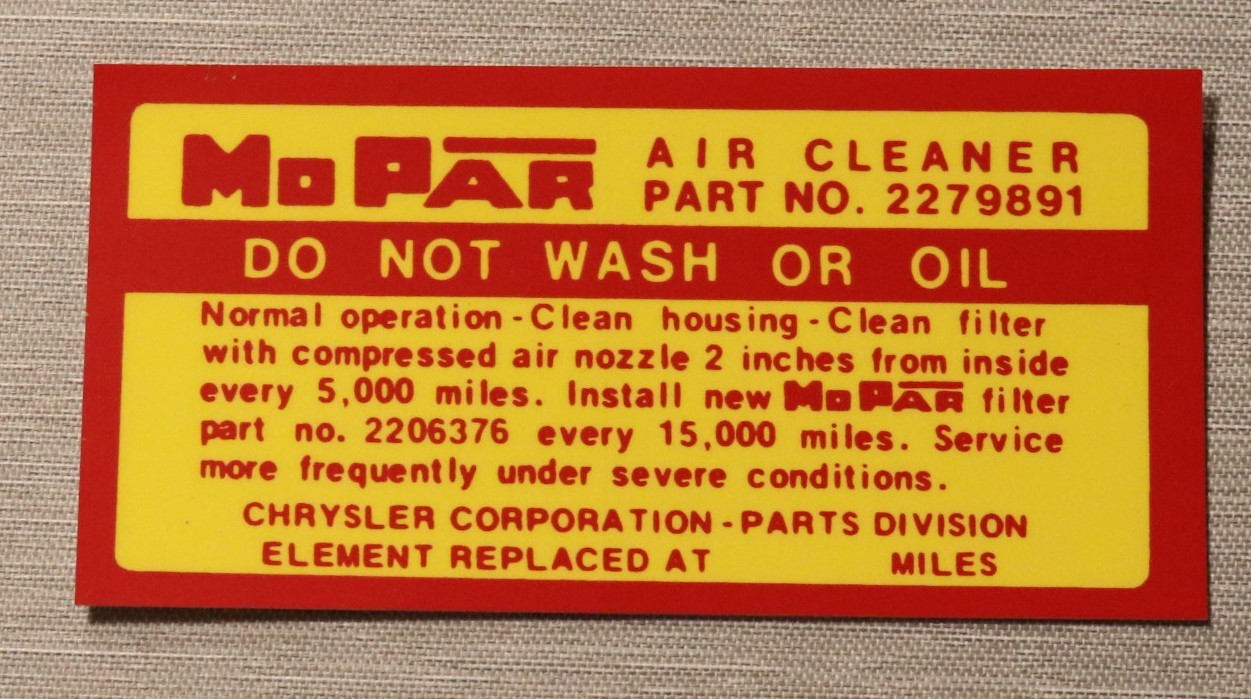 MoPAR AIR CLEANER
PART NO. 2279891
DO NOT WASH OR OIL
Normal operation - Clean housing - Clean filter
with compressed air nozzle 2 inches from inside
every 5,000 miles. Install new MoPAR filter
part no. 2206376 every 15,000 miles. Service
more frequently under severe conditions.
CHRYSLER CORPORATION - PARTS DIVISION
ELEMENT REPLACED AT MILES